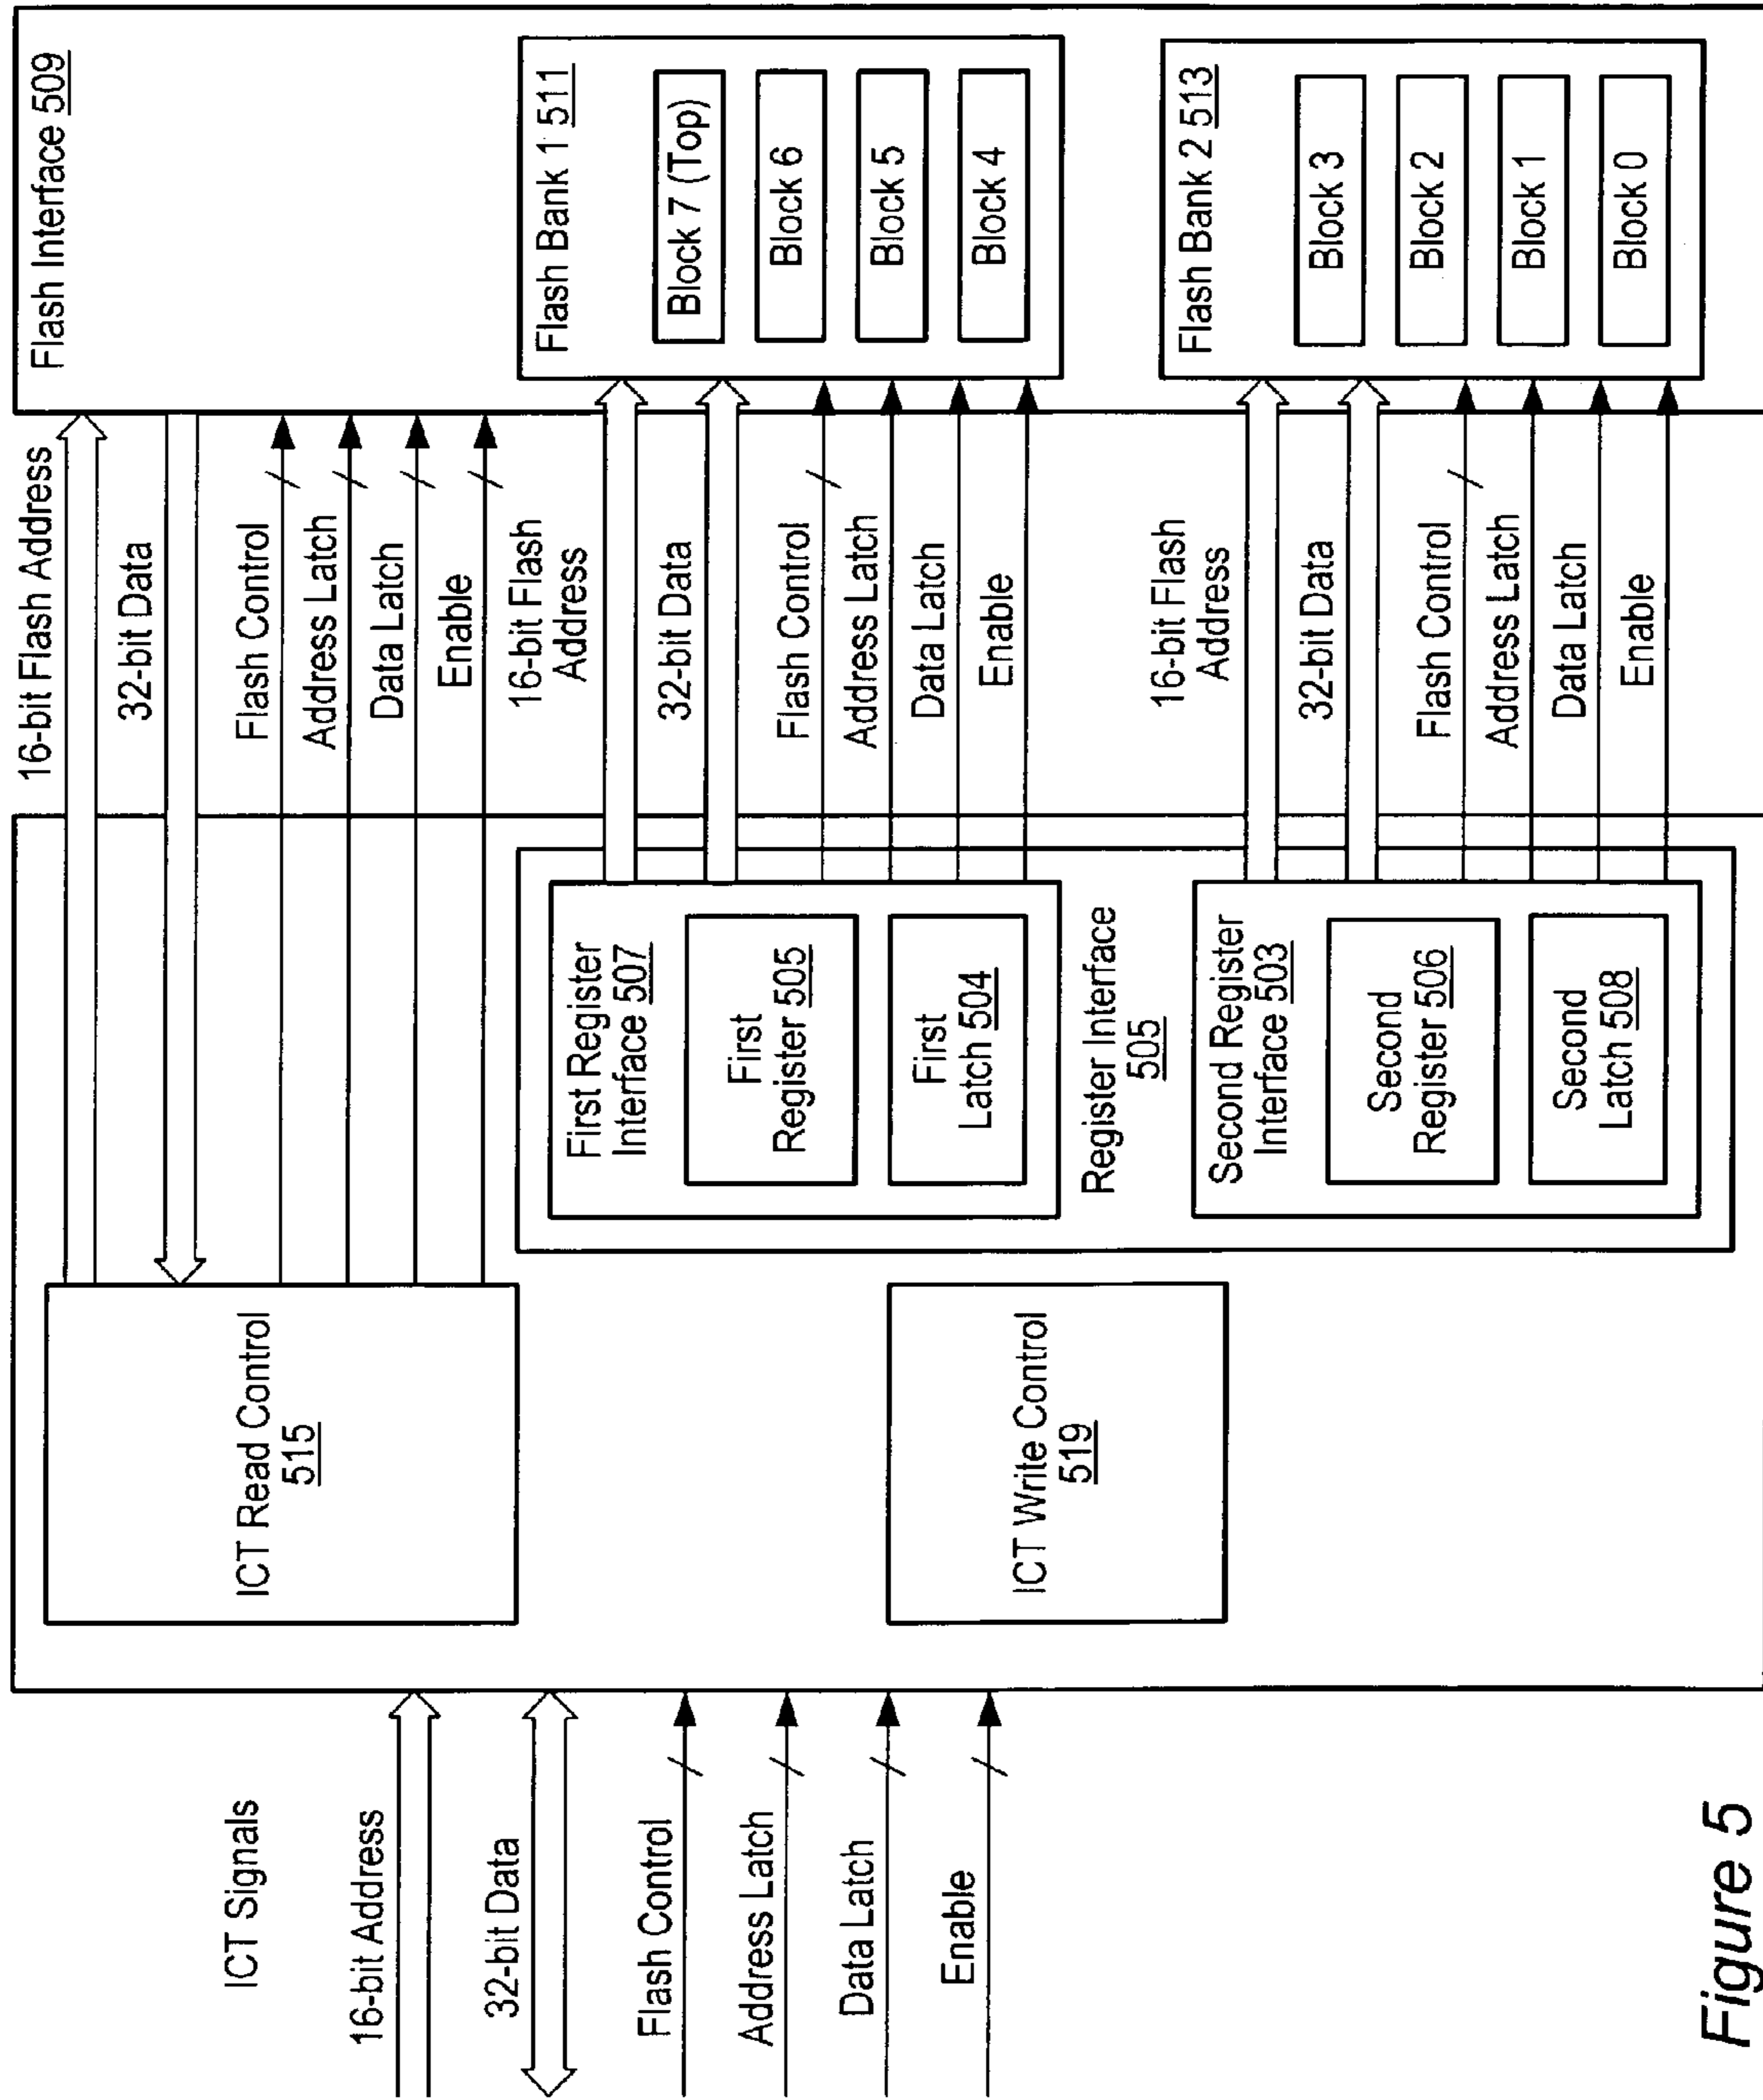 ICT Signals
16-bit Address
32-bit Data
Flash Control
Address Latch
Data Latch
Enable
ICT Read Control
515
ICT Write Control
519
First Register
Interface 507
First
Register 505
First
Latch 504
Register Interface
505
Second Register
Interface 503
Second
Register 506
Second
Latch 508
16-bit Flash Address
32-bit Data
Flash Control
Address Latch
Data Latch
Enable
16-bit Flash
Address
32-bit Data
Flash Control
Address Latch
Data Latch
Enable
16-bit Flash
Address
32-bit Data
Flash Control
Address Latch
Data Latch
Enable
Flash Interface 509
Flash Bank 1 511
Block 7 (Top)
Block 6
Block 5
Block 4
Flash Bank 2 513
Block 3
Block 2
Block 1
Block 0
Figure 5